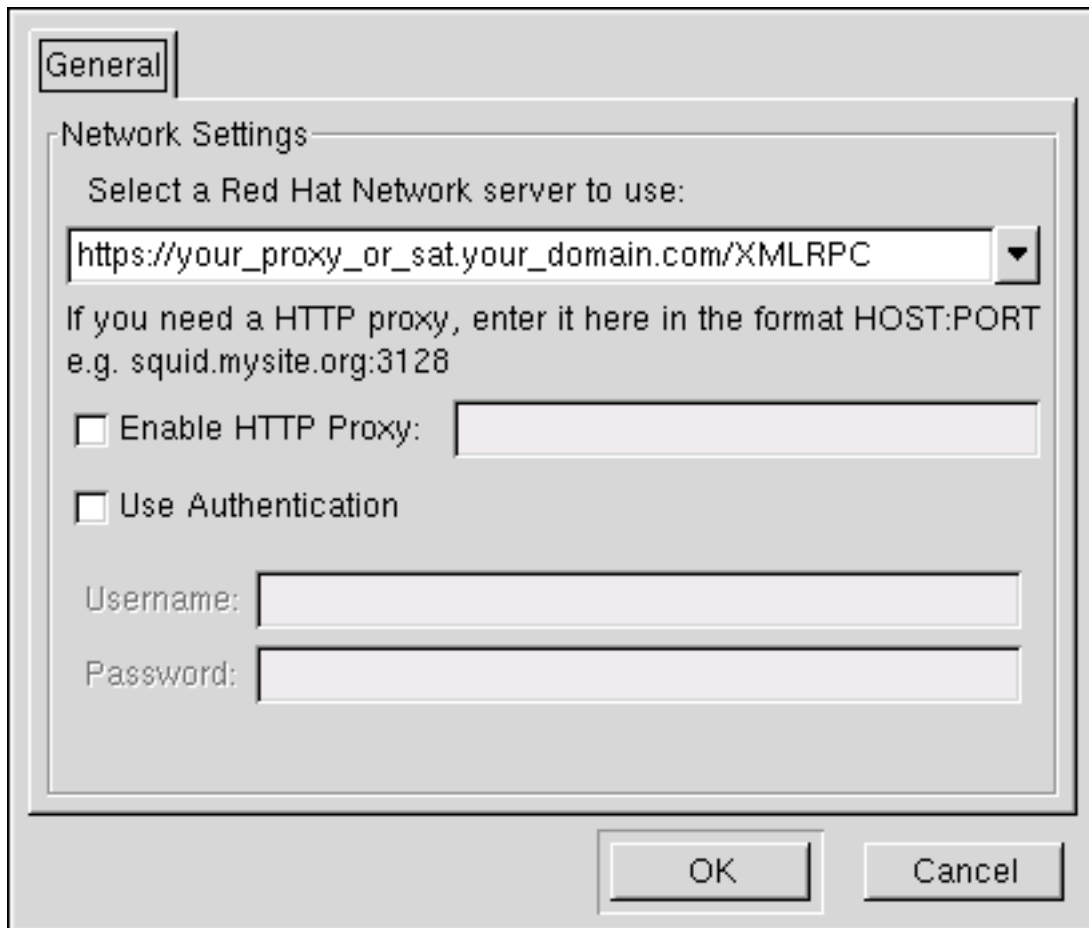 General
Network Settings
Select a Red Hat Network server to use:
https://your_proxy_or_sat.your_domain.com/XMLRPC
If you need a HTTP proxy, enter it here in the format HOST:PORT
e.g. squid.mysite.org:3128
Enable HTTP Proxy:
Use Authentication
Username:
Password:
OK Cancel